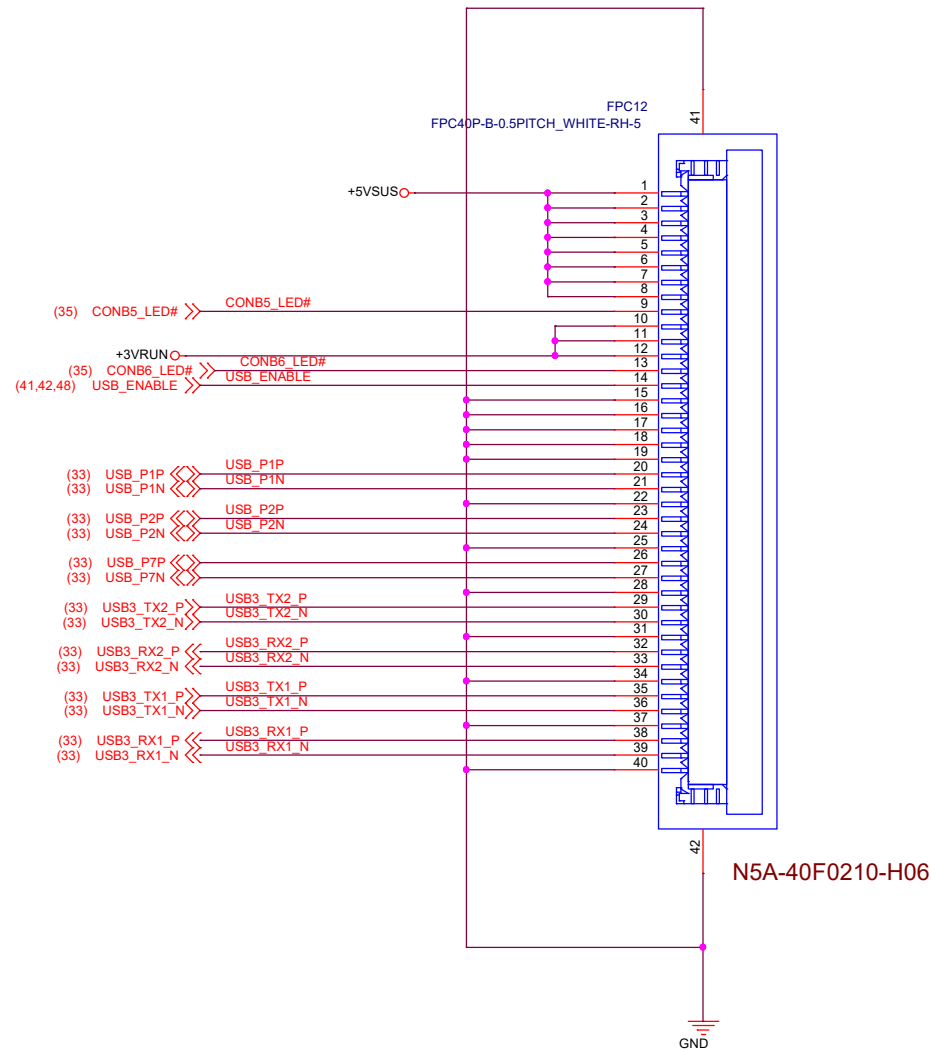 FPC12
FPC40P-B-0.5PITCH_WHITE-RH-5
41
+5VSUS
1
2
3
4
5
6
7
8
(35) CONB5_LED# CONB5_LED# 9
10
11
+3VRUN 12
(35) CONB6_LED# CONB6_LED# 13
(41,42,48) USB_ENABLE USB_ENABLE 14
15
16
17
18
19
(33) USB_P1P USB_P1P 20
(33) USB_P1N USB_P1N 21
22
(33) USB_P2P USB_P2P 23
(33) USB_P2N USB_P2N 24
25
(33) USB_P7P 26
(33) USB_P7N 27
28
(33) USB3_TX2_P USB3_TX2_P 29
(33) USB3_TX2_N USB3_TX2_N 30
31
(33) USB3_RX2_P USB3_RX2_P 32
(33) USB3_RX2_N USB3_RX2_N 33
34
(33) USB3_TX1_P USB3_TX1_P 35
(33) USB3_TX1_N USB3_TX1_N 36
37
(33) USB3_RX1_P USB3_RX1_P 38
(33) USB3_RX1_N USB3_RX1_N 39
40
42
N5A-40F0210-H06
GND